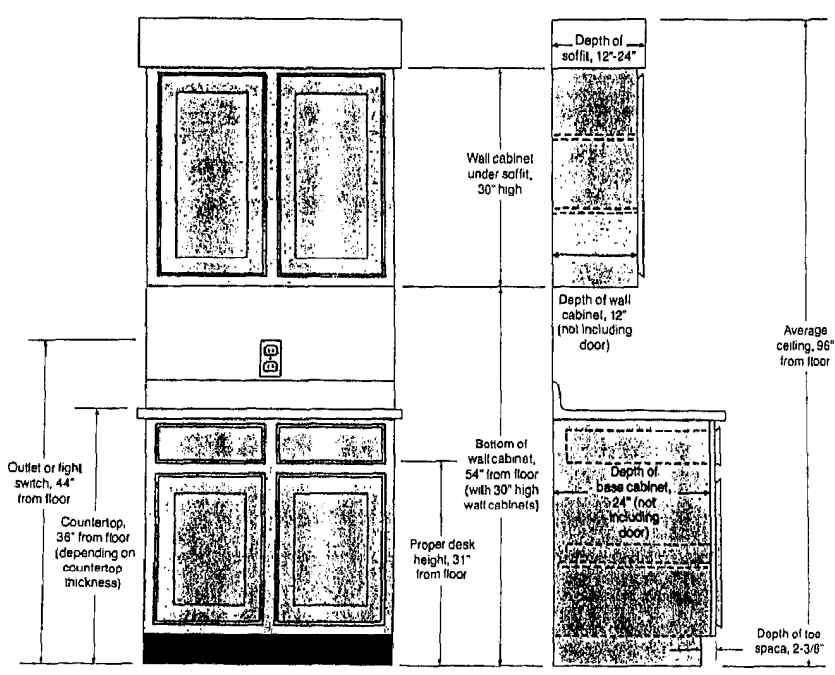 Depth of
soffit, 12"-24"
Wall cabinet
under soffit,
30" high
Depth of wall
cabinet, 12"
(not including
door)
Average
ceiling, 96"
from floor
Outlet or light
switch, 44"
from floor
Countertop,
36" from floor
(depending on
countertop
thickness)
Bottom of
wall cabinet,
54" from floor
(with 30" high
wall cabinets)
Proper desk
height, 31"
from floor
Depth of
base cabinet,
24" (not
including
door)
Depth of toe
space, 2-3/8"